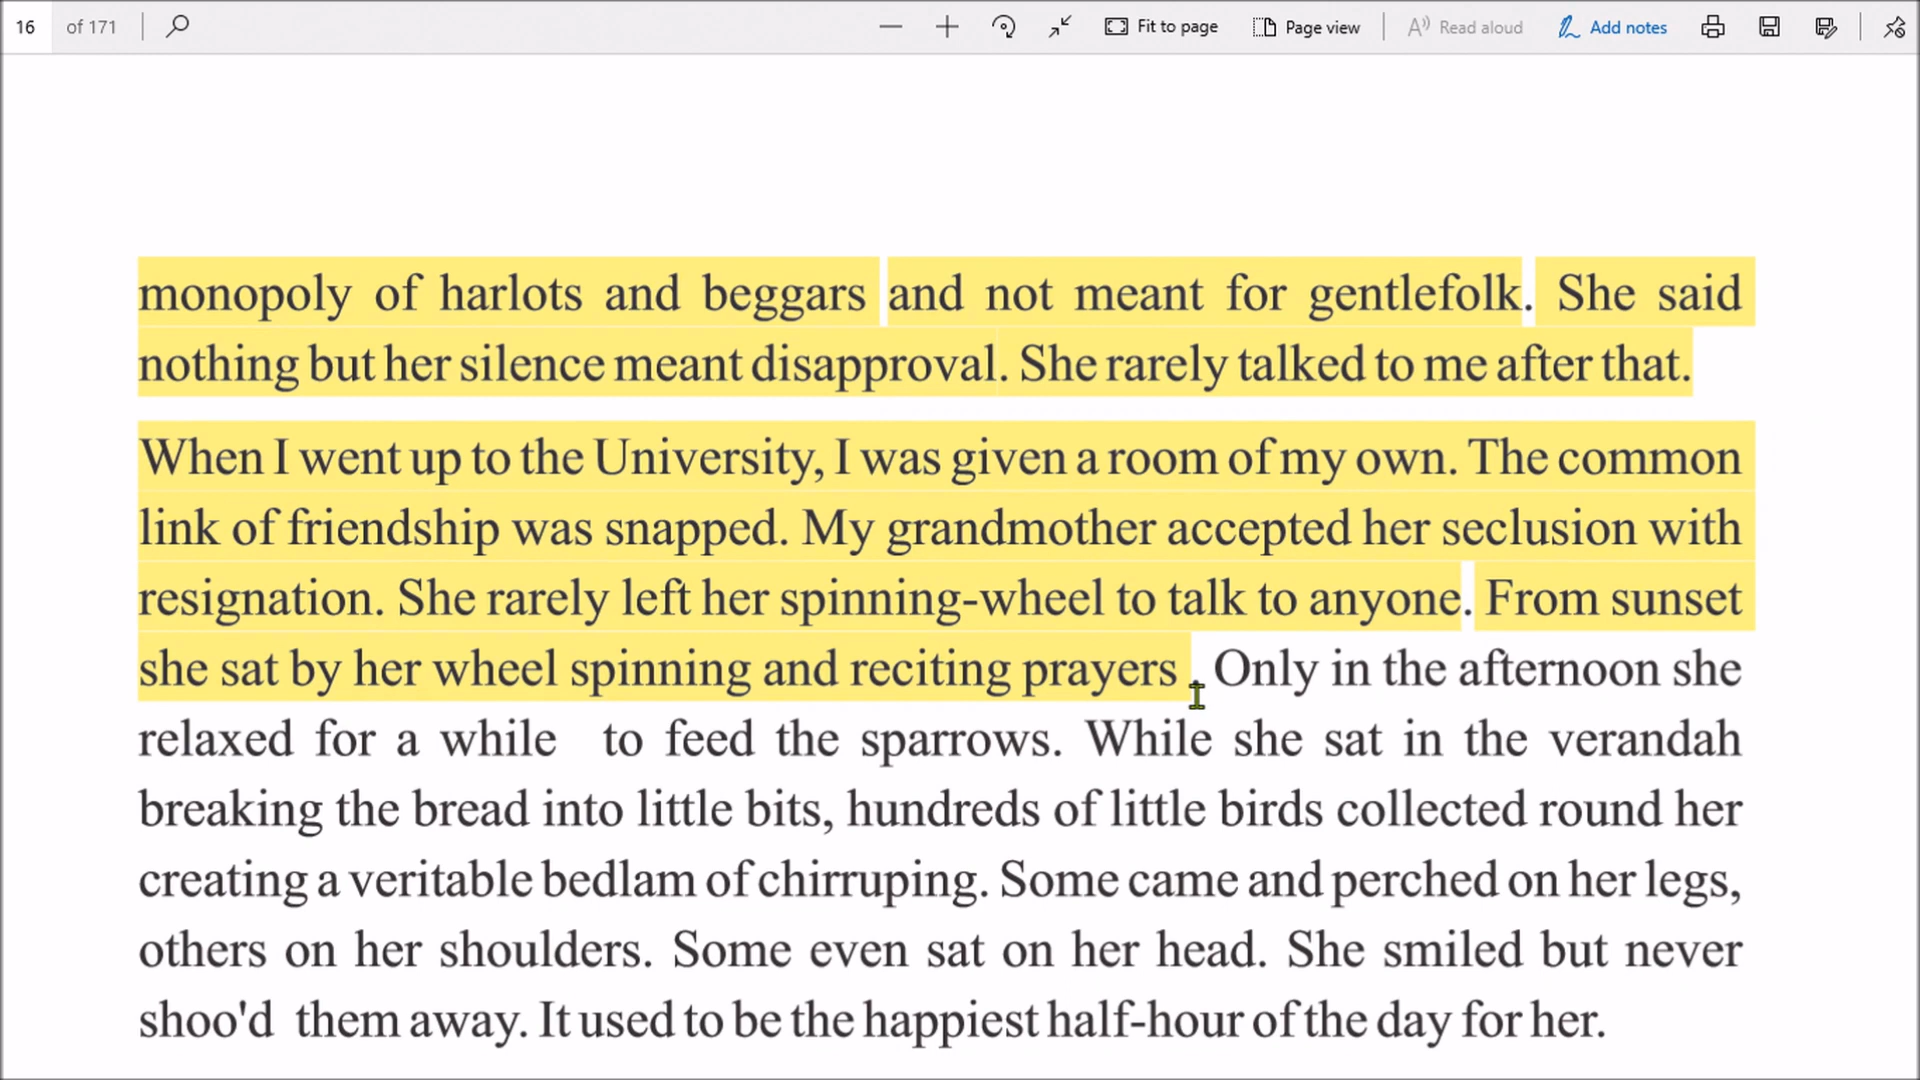 16 of 171 Fit to page Page view Read aloud Add notes
monopoly of harlots and beggars and not meant for gentlefolk. She said
nothing but her silence meant disapproval. She rarely talked to me after that.
When I went up to the University, I was given a room of my own. The common
link of friendship was snapped. My grandmother accepted her seclusion with
resignation. She rarely left her spinning-wheel to talk to anyone. From sunset
she sat by her wheel spinning and reciting prayers . Only in the afternoon she
relaxed for a while to feed the sparrows. While she sat in the verandah
breaking the bread into little bits, hundreds of little birds collected round her
creating a veritable bedlam of chirruping. Some came and perched on her legs,
others on her shoulders. Some even sat on her head. She smiled but never
shoo'd them away. It used to be the happiest half-hour of the day for her.